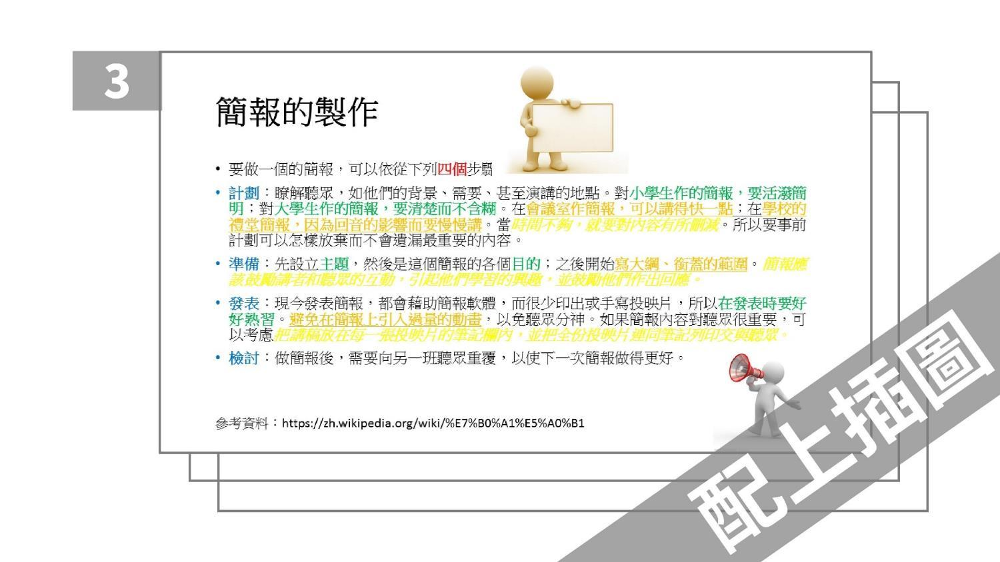 3
簡報的製作
• 要做一個的簡報，可以依從下列四個步驟
• 計劃：瞭解聽眾，如他們的背景、需要、甚至演講的地點。對小學生作的簡報，要活潑簡
明；對大學生作的簡報，要清楚而不含糊。在會議室作簡報，可以講得快一點；在學校的
禮堂簡報，因為回音的影響而要慢慢講。當時間不夠，就要對內容有所刪減。所以要事前
計劃可以怎樣放棄而不會遺漏最重要的內容。
• 準備：先設立主題，然後是這個簡報的各個目的；之後開始寫大綱、銜蓋的範圍。簡報應
該鼓勵講者和聽眾的互動，引起他們學習的興趣，並鼓勵他們作出回應。
• 發表：現今發表簡報，都會藉助簡報軟體，而很少印出或手寫投映片，所以在發表時要好
好熟習。避免在簡報上引入過量的動畫，以免聽眾分神。如果簡報內容對聽眾很重要，可
以考慮把講稿放在每一張投映片的筆記欄內，並把全份投映片連同筆記列印交與聽眾。
• 檢討：做簡報後，需要向另一班聽眾重覆，以使下一次簡報做得更好。
參考資料：https://zh.wikipedia.org/wiki/%E7%B0%A1%E5%A0%B1
配上插圖